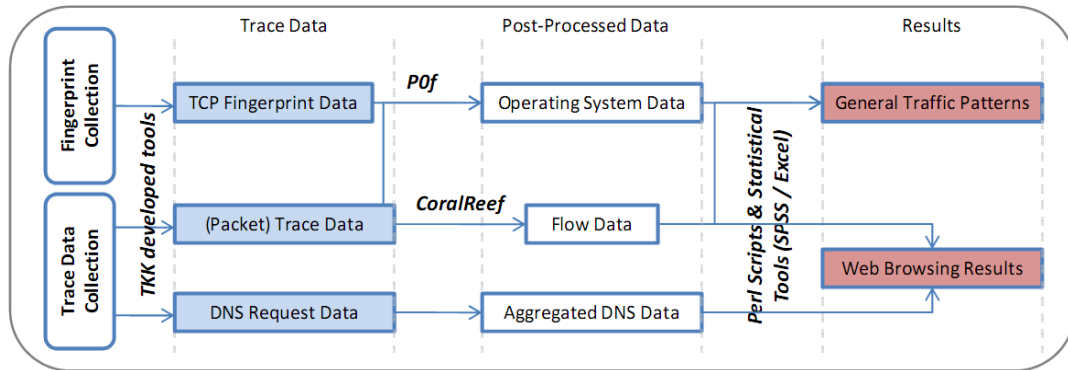 Trace Data
Post-Processed Data
Results
Fingerprint
Collection
TKK developed tools
TCP Fingerprint Data
P0f
Operating System Data
Perl Scripts & Statistical
Tools (SPSS / Excel)
General Traffic Patterns
Trace Data
Collection
(Packet) Trace Data
CoralReef
Flow Data
Web Browsing Results
DNS Request Data
Aggregated DNS Data